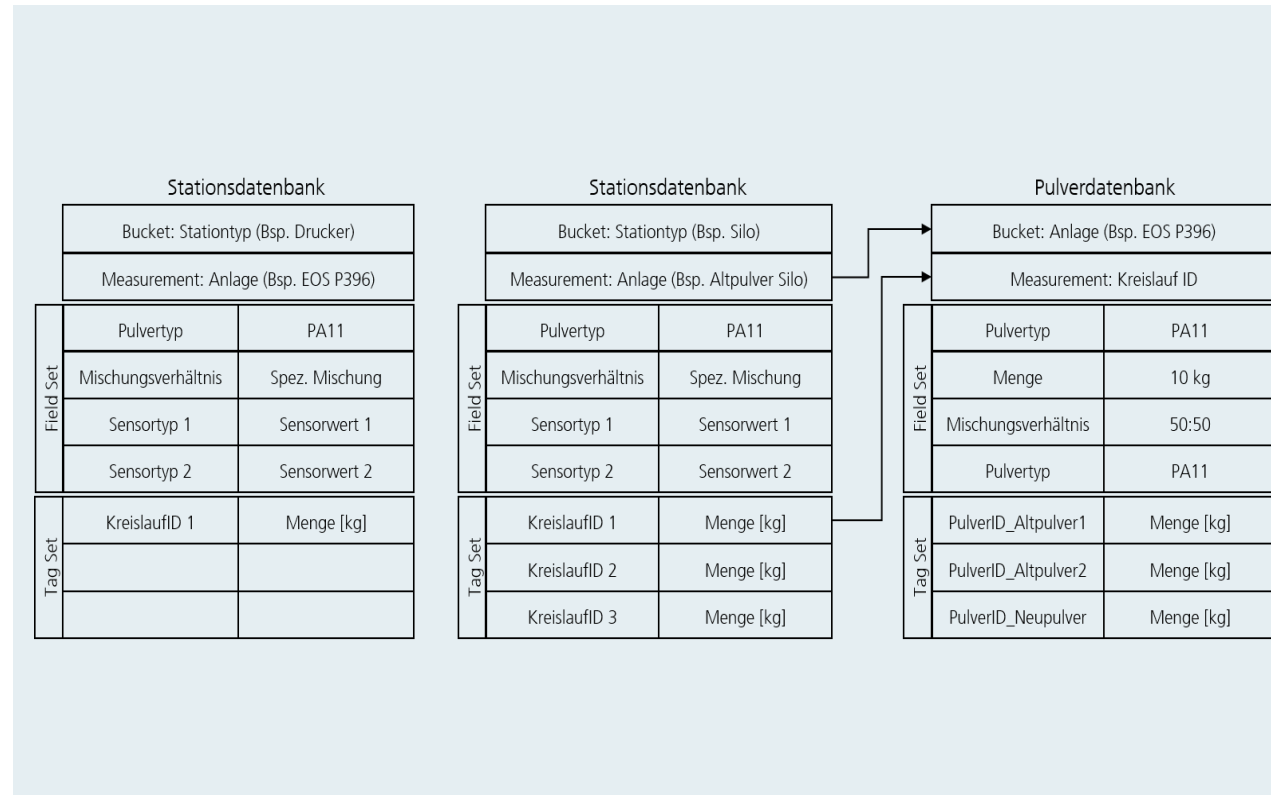 Stationsdatenbank
Bucket: Stationtyp (Bsp. Drucker)
Measurement: Anlage (Bsp. EOS P396)
Field Set
Pulvertyp PA11
Mischungsverhältnis Spez. Mischung
Sensortyp 1 Sensorwert 1
Sensortyp 2 Sensorwert 2
Tag Set
KreislaufID 1 Menge [kg]
Stationsdatenbank
Bucket: Stationtyp (Bsp. Silo)
Measurement: Anlage (Bsp. Altpulver Silo)
Field Set
Pulvertyp PA11
Mischungsverhältnis Spez. Mischung
Sensortyp 1 Sensorwert 1
Sensortyp 2 Sensorwert 2
Tag Set
KreislaufID 1 Menge [kg]
KreislaufID 2 Menge [kg]
KreislaufID 3 Menge [kg]
Pulverdatenbank
Bucket: Anlage (Bsp. EOS P396)
Measurement: Kreislauf ID
Field Set
Pulvertyp PA11
Menge 10 kg
Mischungsverhältnis 50:50
Pulvertyp PA11
Tag Set
PulverID_Altpulver1 Menge [kg]
PulverID_Altpulver2 Menge [kg]
PulverID_Neupulver Menge [kg]